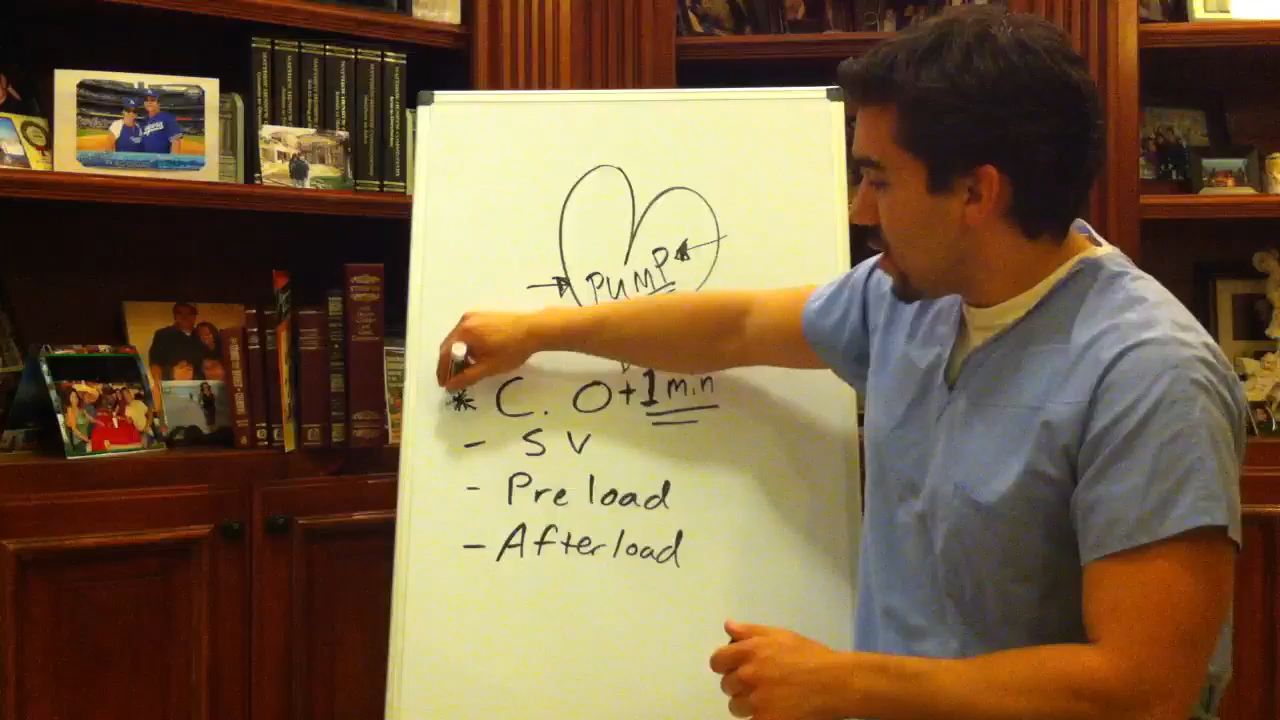 PUMP
* C. O + 1 min
- SV
- Preload
- Afterload